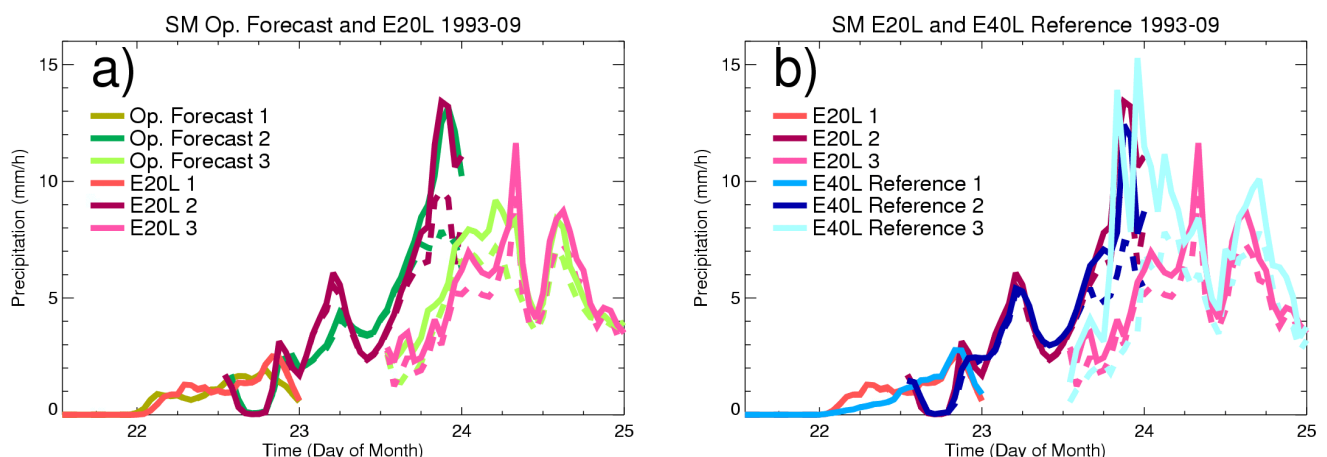 SM Op. Forecast and E20L 1993-09
a)
Op. Forecast 1
Op. Forecast 2
Op. Forecast 3
E20L 1
E20L 2
E20L 3
Precipitation (mm/h)
15
10
5
0
22
23
24
25
Time (Day of Month)
SM E20L and E40L Reference 1993-09
b)
E20L 1
E20L 2
E20L 3
E40L Reference 1
E40L Reference 2
E40L Reference 3
Precipitation (mm/h)
15
10
5
0
22
23
24
25
Time (Day of Month)